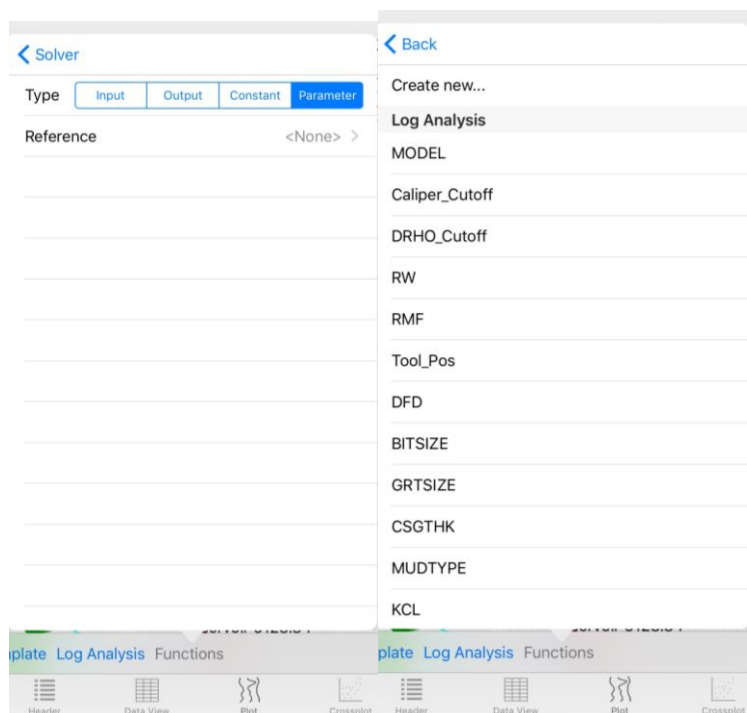 Solver
Type Input Output Constant Parameter
Reference <None>
Log Analysis Functions
Header Data View Plot Crossplot
Back
Create new...
Log Analysis
MODEL
Caliper_Cutoff
DRHO_Cutoff
RW
RMF
Tool_Pos
DFD
BITSIZE
GRTSIZE
CSGTHK
MUDTYPE
KCL
plate Log Analysis Functions
Header Data View Plot Crossplot